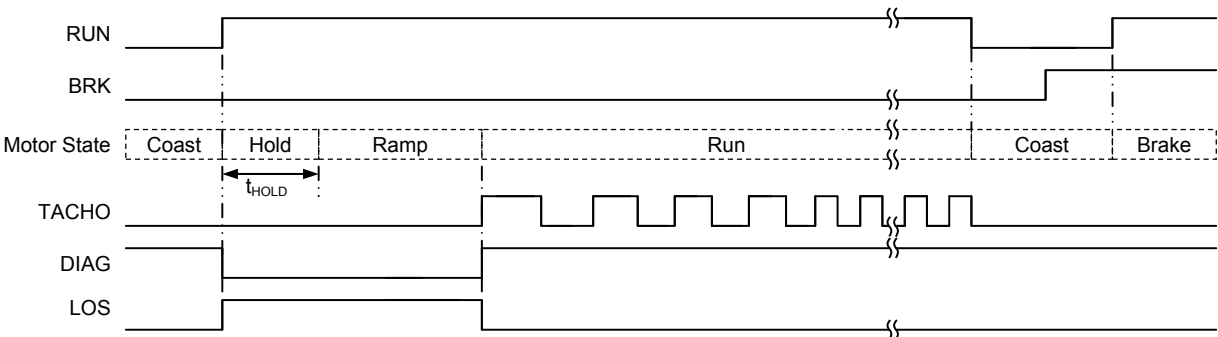 RUN
BRK
Motor State Coast Hold Ramp Run Coast Brake
tHOLD
TACHO
DIAG
LOS